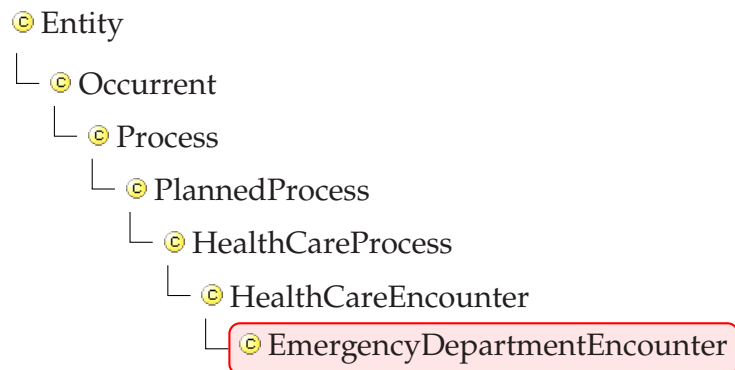 © Entity
© Occurrent
© Process
© PlannedProcess
© HealthCareProcess
© HealthCareEncounter
© EmergencyDepartmentEncounter